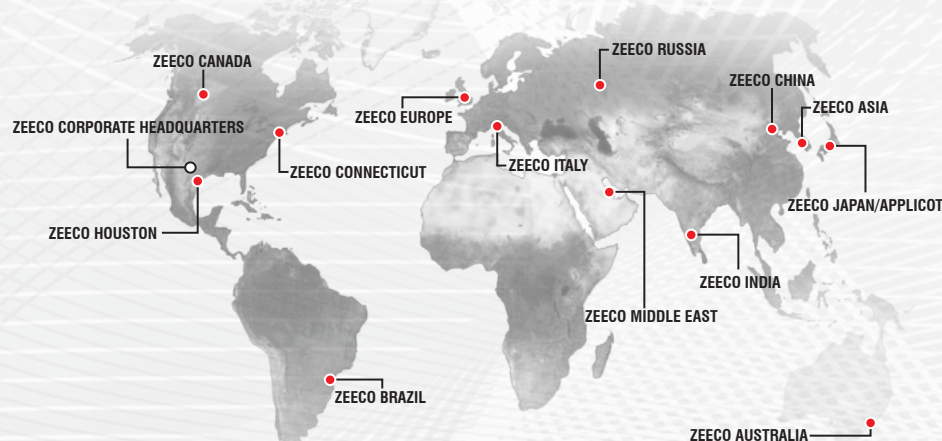 ZEECO RUSSIA
ZEECO CANADA
ZEECO CHINA
ZEECO ASIA
ZEECO EUROPE
ZEECO CORPORATE HEADQUARTERS
ZEECO ITALY
ZEECO CONNECTICUT
ZEECO JAPAN/APPLICOT
ZEECO HOUSTON
ZEECO INDIA
ZEECO MIDDLE EAST
ZEECO BRAZIL
ZEECO AUSTRALIA